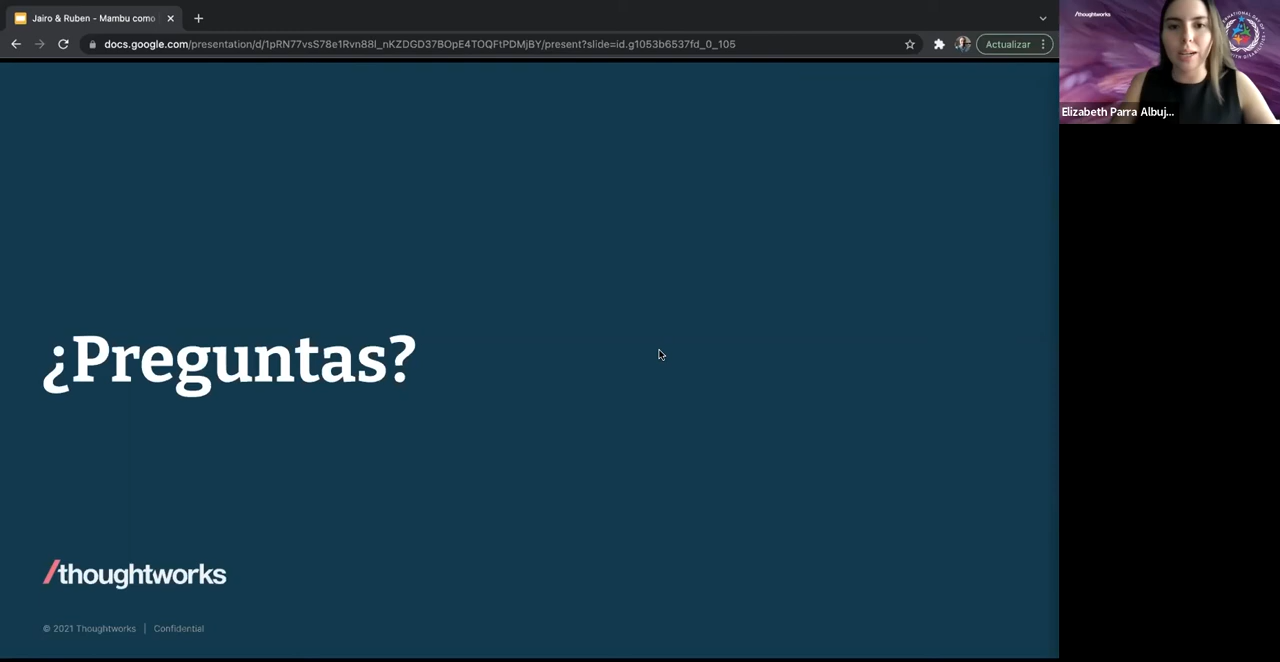 Jairo & Ruben - Mambu como
docs.google.com/presentation/d/1pRN77vsS78e1Rvn88l_nKZDGD37BOpE4TOQFtPDMjBY/present?slide=id.g1053b6537fd_0_105
Actualizar
/thoughtworks
Elizabeth Parra Albuj...
¿Preguntas?
/thoughtworks
© 2021 Thoughtworks | Confidential